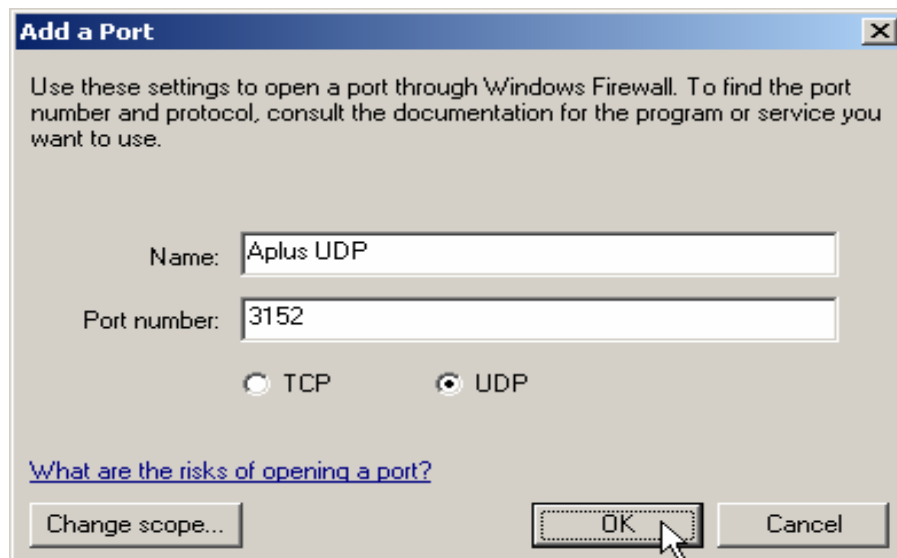 Add a Port
Use these settings to open a port through Windows Firewall. To find the port
number and protocol, consult the documentation for the program or service you
want to use.
Name: Aplus UDP
Port number: 3152
TCP UDP
What are the risks of opening a port?
Change scope... OK Cancel